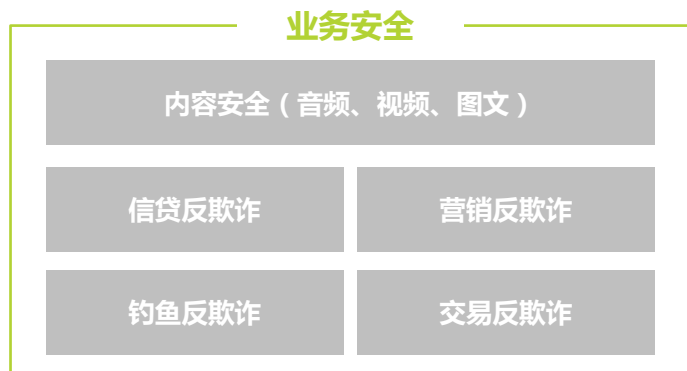 业务安全
内容安全（音频、视频、图文）
信贷反欺诈
营销反欺诈
钓鱼反欺诈
交易反欺诈